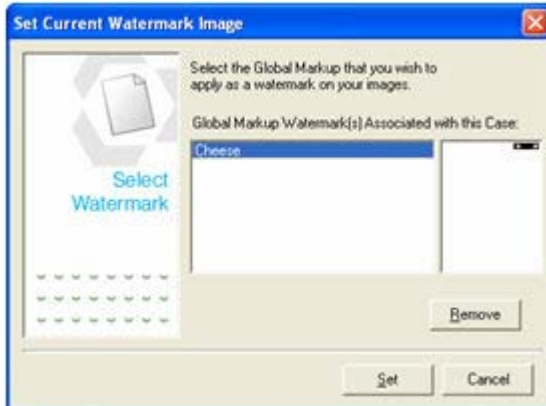 Set Current Watermark Image
Select the Global Markup that you wish to
apply as a watermark on your images.
Global Markup Watermark(s) Associated with this Case:
Cheese
Select
Watermark
Remove
Set
Cancel